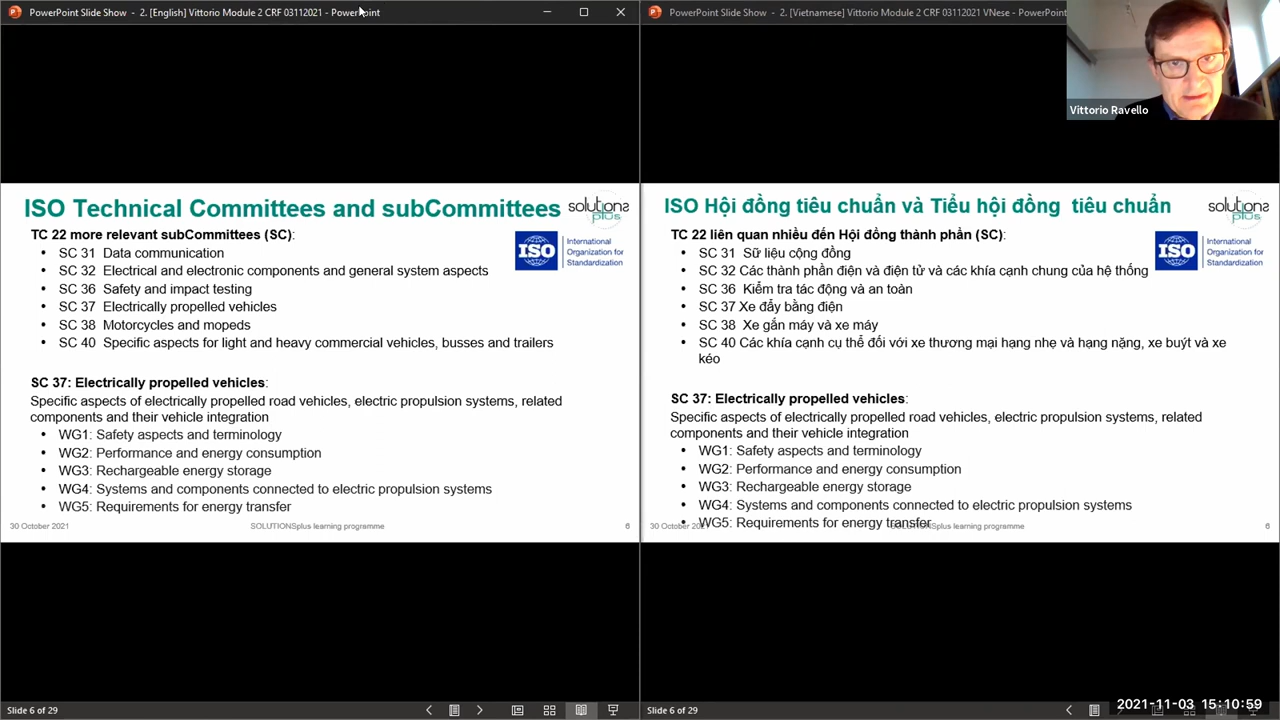 PowerPoint Slide Show - 2. [English] Vittorio Module 2 CRF 03112021 - PowerPoint
PowerPoint Slide Show - 2. [Vietnamese] Vittorio Module 2 CRF 03112021 VNese - PowerPoint
Vittorio Ravello
ISO Technical Committees and subCommittees
solutions
plus
TC 22 more relevant subCommittees (SC):
ISO
International
Organization for
Standardization
• SC 31 Data communication
• SC 32 Electrical and electronic components and general system aspects
• SC 36 Safety and impact testing
• SC 37 Electrically propelled vehicles
• SC 38 Motorcycles and mopeds
• SC 40 Specific aspects for light and heavy commercial vehicles, busses and trailers
SC 37: Electrically propelled vehicles:
Specific aspects of electrically propelled road vehicles, electric propulsion systems, related
components and their vehicle integration
• WG1: Safety aspects and terminology
• WG2: Performance and energy consumption
• WG3: Rechargeable energy storage
• WG4: Systems and components connected to electric propulsion systems
• WG5: Requirements for energy transfer
30 October 2021
SOLUTIONSplus learning programme
6
ISO Hội đồng tiêu chuẩn và Tiểu hội đồng tiêu chuẩn
solutions
plus
TC 22 liên quan nhiều đến Hội đồng thành phần (SC):
ISO
International
Organization for
Standardization
• SC 31 Sữ liệu cộng đồng
• SC 32 Các thành phần điện và điện tử và các khía cạnh chung của hệ thống
• SC 36 Kiểm tra tác động và an toàn
• SC 37 Xe đẩy bằng điện
• SC 38 Xe gắn máy và xe máy
• SC 40 Các khía cạnh cụ thể đối với xe thương mại hạng nhẹ và hạng nặng, xe buýt và xe
kéo
SC 37: Electrically propelled vehicles:
Specific aspects of electrically propelled road vehicles, electric propulsion systems, related
components and their vehicle integration
• WG1: Safety aspects and terminology
• WG2: Performance and energy consumption
• WG3: Rechargeable energy storage
• WG4: Systems and components connected to electric propulsion systems
• WG5: Requirements for energy transfer
30 October
SOLUTIONSplus learning programme
6
Slide 6 of 29
Slide 6 of 29
2021-11-03 15:10:59